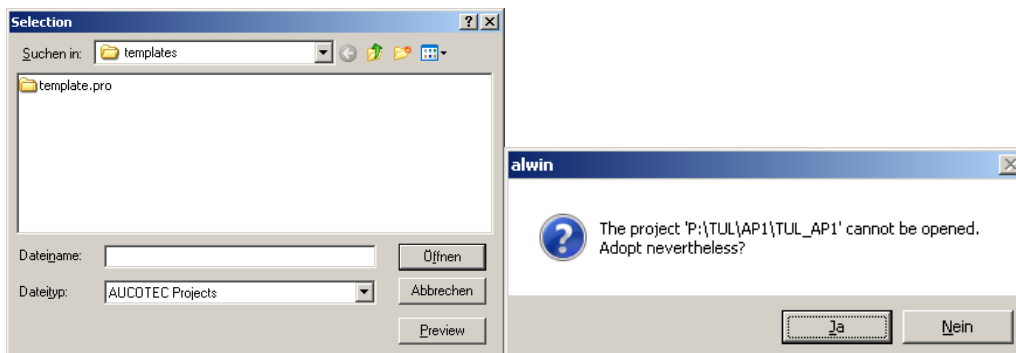 Selection
Suchen in: templates
template.pro
Dateiname:
Öffnen
Dateityp: AUCOTEC Projects
Abbrechen
Preview
alwin
The project 'P:\TUL\AP1\TUL_AP1' cannot be opened.
Adopt nevertheless?
Ja
Nein